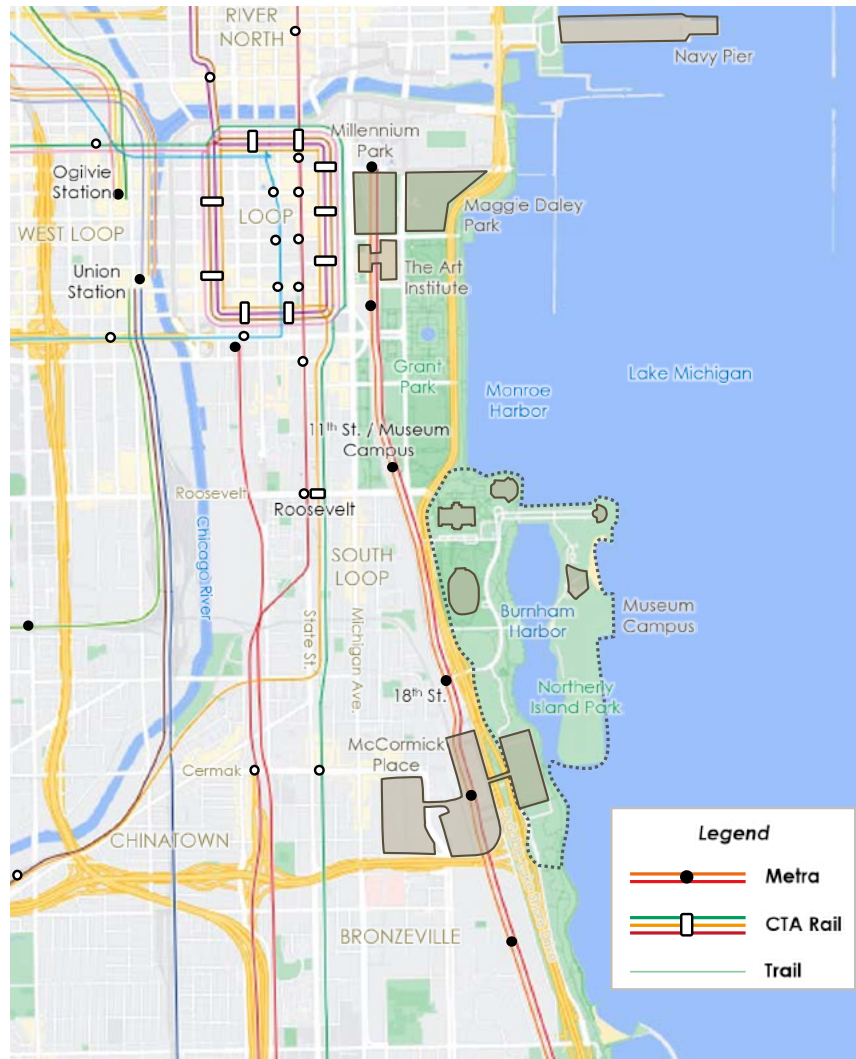 RIVER
NORTH
Navy Pier
Millennium
Park
Ogilvie
Station
LOOP
Maggie Daley
Park
WEST LOOP
Union
Station
The Art
Institute
Grant
Park
Monroe
Harbor
Lake Michigan
11th St. / Museum
Campus
Roosevelt
Roosevelt
Chicago River
SOUTH
LOOP
State St.
Michigan Ave.
Burnham
Harbor
Museum
Campus
Northerly
Island Park
18th St.
McCormick
Place
Cermak
CHINATOWN
BRONZEVILLE
Legend
Metra
CTA Rail
Trail